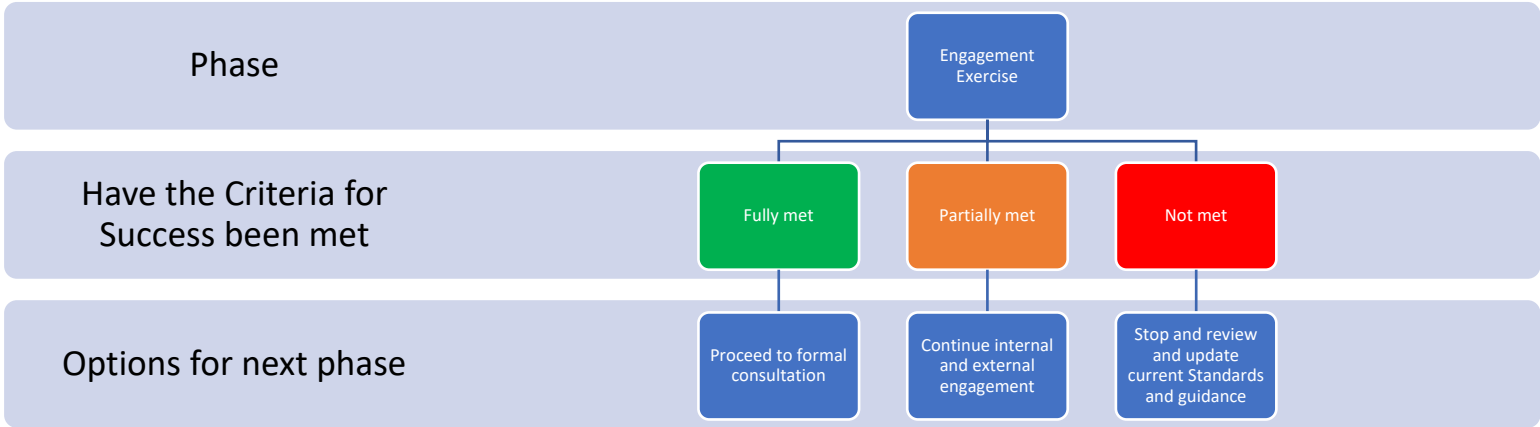 Phase
Engagement
Exercise
Have the Criteria for
Success been met
Fully met
Partially met
Not met
Options for next phase
Proceed to formal
consultation
Continue internal
and external
engagement
Stop and review
and update
current Standards
and guidance